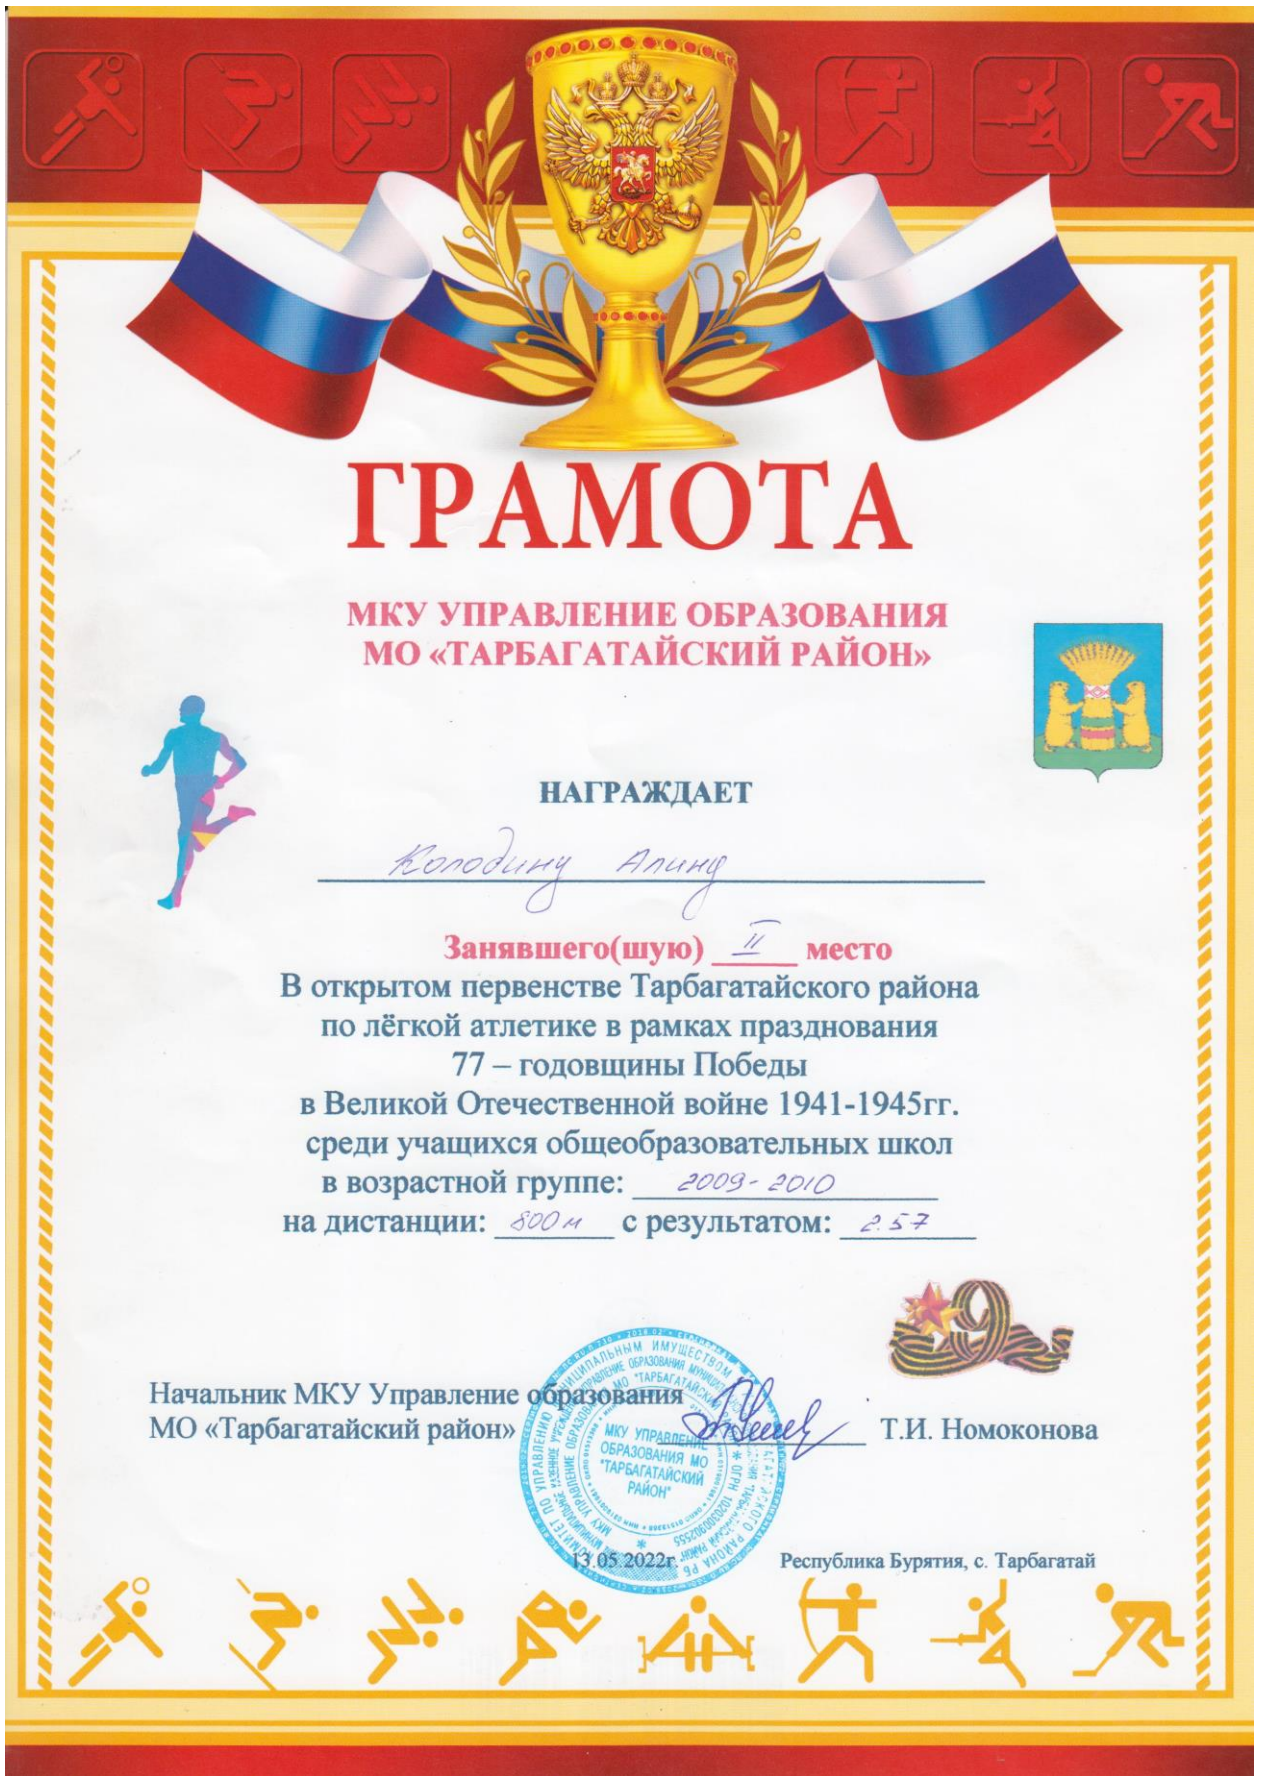 ГРАМОТА
МКУ УПРАВЛЕНИЕ ОБРАЗОВАНИЯ
МО «ТАРБАГАТАЙСКИЙ РАЙОН»
НАГРАЖДАЕТ
Колодину Алину
Занявшего(шую) II место
В открытом первенстве Тарбагатайского района
по лёгкой атлетике в рамках празднования
77 – годовщины Победы
в Великой Отечественной войне 1941-1945гг.
среди учащихся общеобразовательных школ
в возрастной группе: 2009-2010
на дистанции: 800м с результатом: 2.57
9
Начальник МКУ Управление образования
МО «Тарбагатайский район» Т.И. Номоконова
МКУ УПРАВЛЕНИЕ
ОБРАЗОВАНИЯ МО
"ТАРБАГАТАЙСКИЙ
РАЙОН"
13.05.2022г. Республика Бурятия, с. Тарбагатай